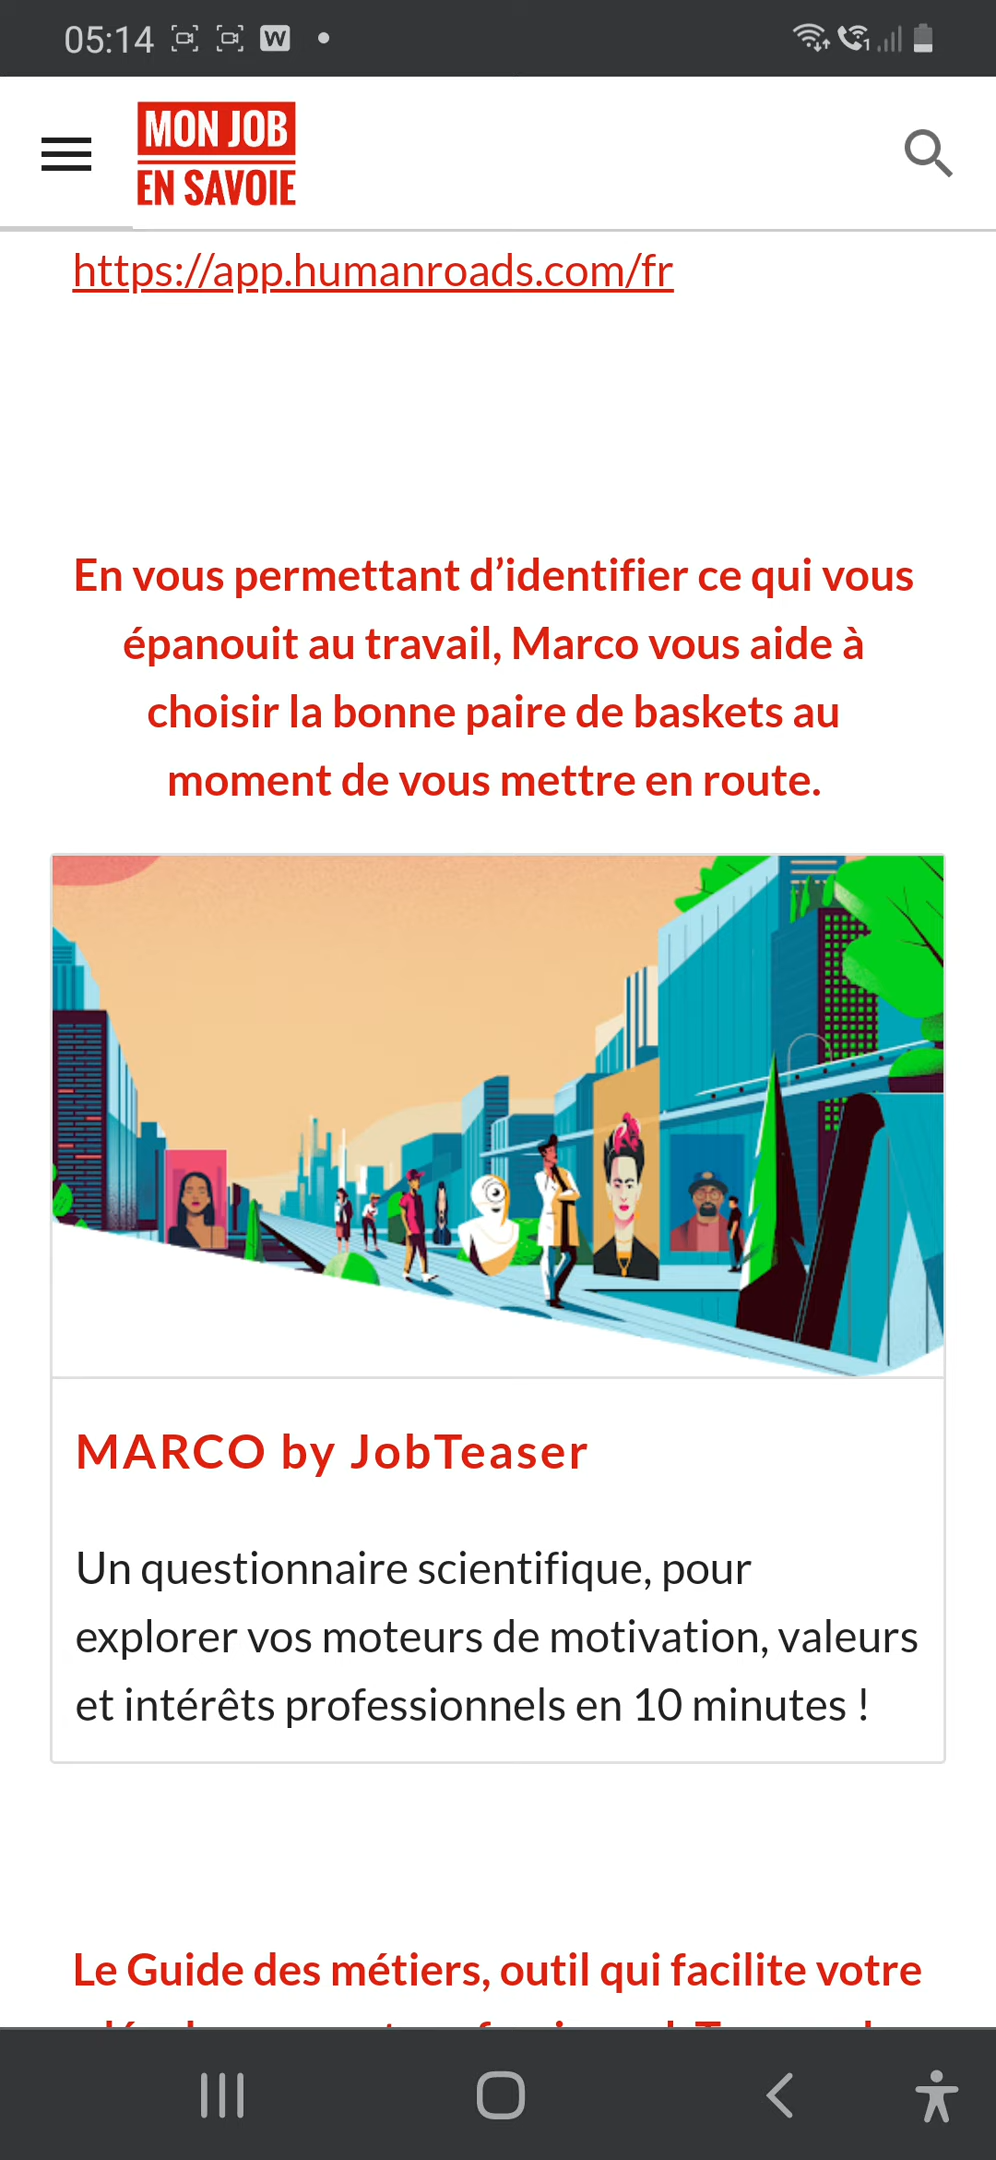 05:14
W
1
MON JOB
EN SAVOIE
https://app.humanroads.com/fr
En vous permettant d’identifier ce qui vous
épanouit au travail, Marco vous aide à
choisir la bonne paire de baskets au
moment de vous mettre en route.
MARCO by JobTeaser
Un questionnaire scientifique, pour
explorer vos moteurs de motivation, valeurs
et intérêts professionnels en 10 minutes !
Le Guide des métiers, outil qui facilite votre